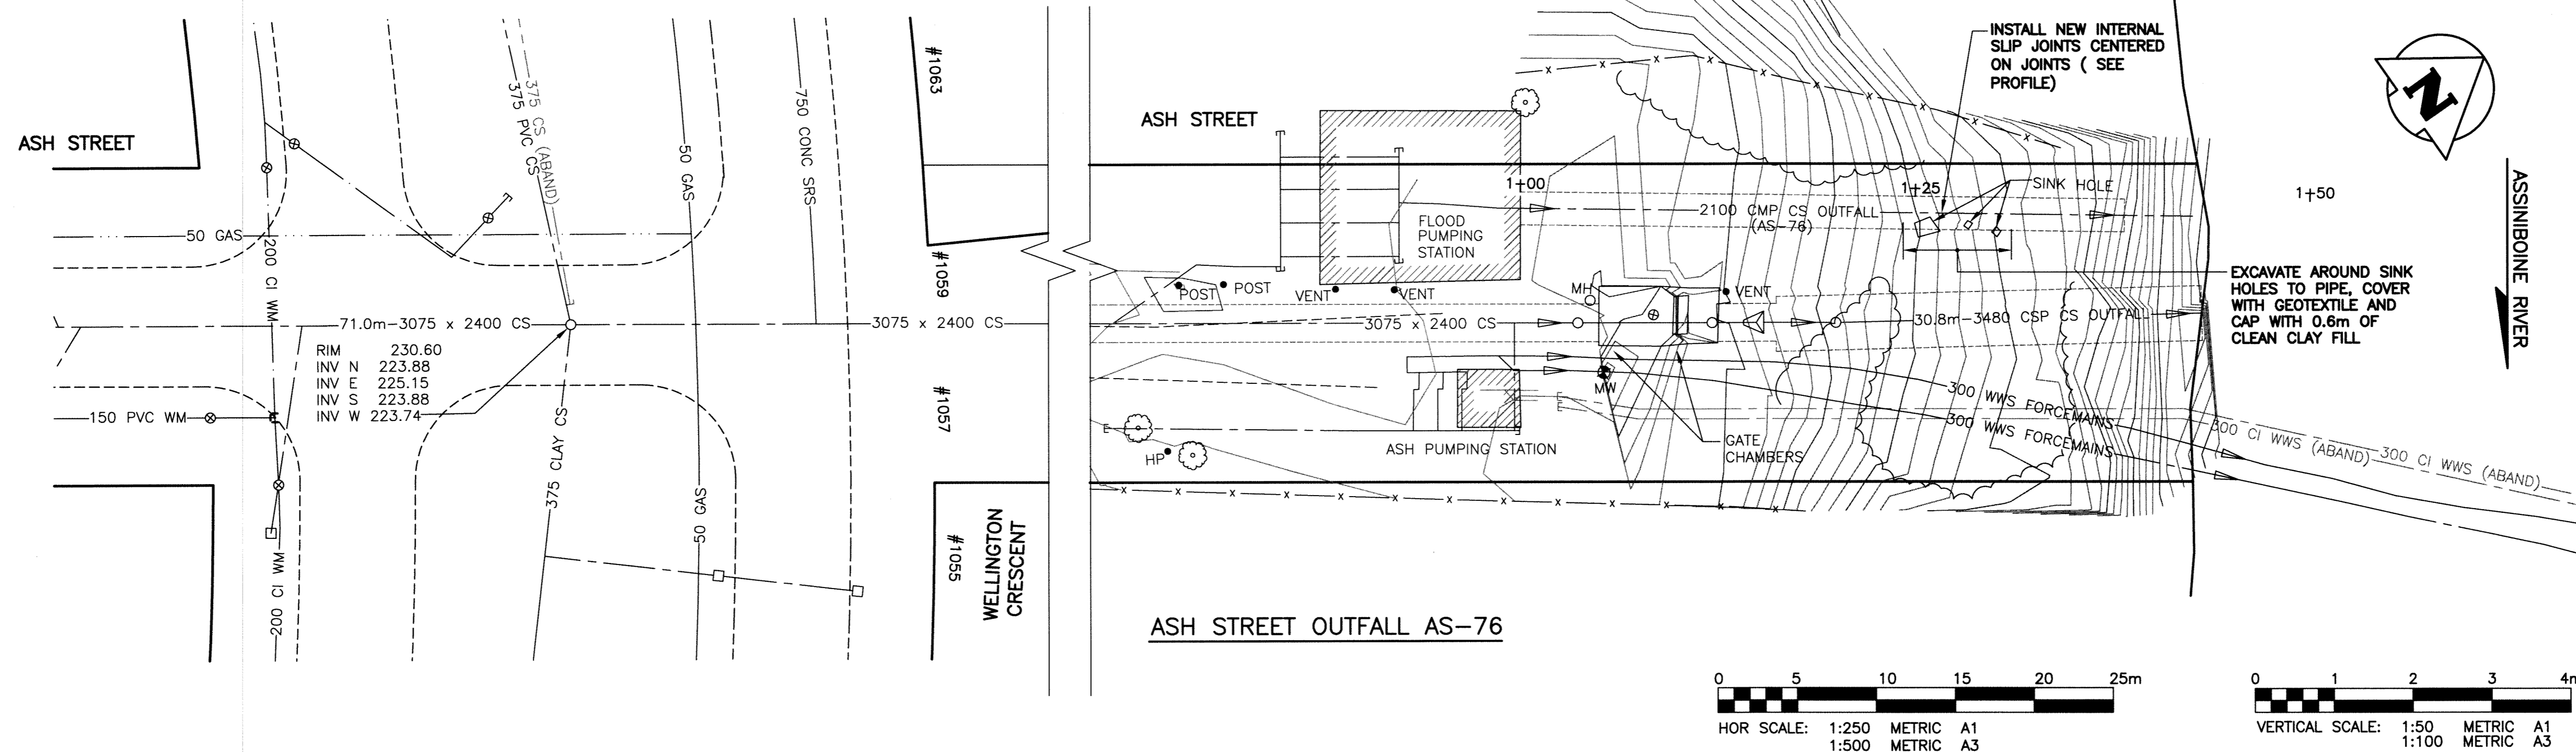 ASH STREET
50 GAS
200 CI WM
150 PVC WM
200 CI WM
71.0m-3075 x 2400 CS
RIM 230.60
INV N 223.88
INV E 225.15
INV S 223.88
INV W 223.74
375 CS (ABAND)
375 PVC CS
375 CLAY CS
50 GAS
50 GAS
750 CONC SRS
3075 x 2400 CS
#1063
#1059
#1057
#1055
WELLINGTON
CRESCENT
ASH STREET
FLOOD
PUMPING
STATION
POST
POST
VENT
VENT
1+00
MH
VENT
3075 x 2400 CS
MW
HP
E
E
E
ASH PUMPING STATION
GATE
CHAMBERS
2100 CMP CS OUTFALL
(AS-76)
1+25
SINK HOLE
1+50
INSTALL NEW INTERNAL
SLIP JOINTS CENTERED
ON JOINTS ( SEE
PROFILE)
30.8m-3480 CSP CS OUTFALL
EXCAVATE AROUND SINK
HOLES TO PIPE, COVER
WITH GEOTEXTILE AND
CAP WITH 0.6m OF
CLEAN CLAY FILL
300 WWS FORCEMAINS
300 WWS FORCEMAINS
300 CI WWS (ABAND)
300 CI WWS (ABAND)
N
ASSINIBOINE RIVER
ASH STREET OUTFALL AS-76
0 5 10 15 20 25m
HOR SCALE: 1:250 METRIC A1
1:500 METRIC A3
0 1 2 3 4m
VERTICAL SCALE: 1:50 METRIC A1
1:100 METRIC A3